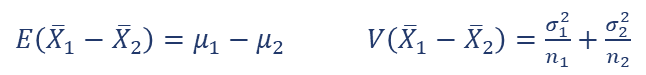 E(X̄₁ − X̄₂) = μ₁ − μ₂ V(X̄₁ − X̄₂) = σ₁²/n₁ + σ₂²/n₂